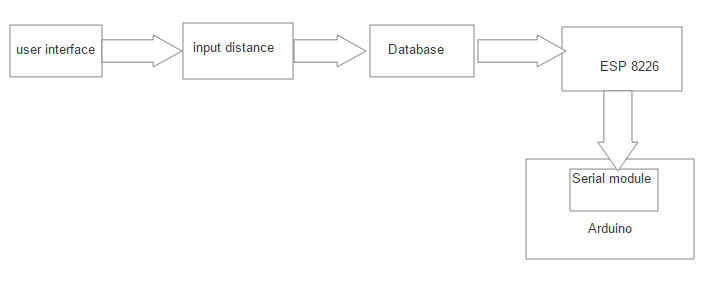 user interface
input distance
Database
ESP 8226
Serial module
Arduino